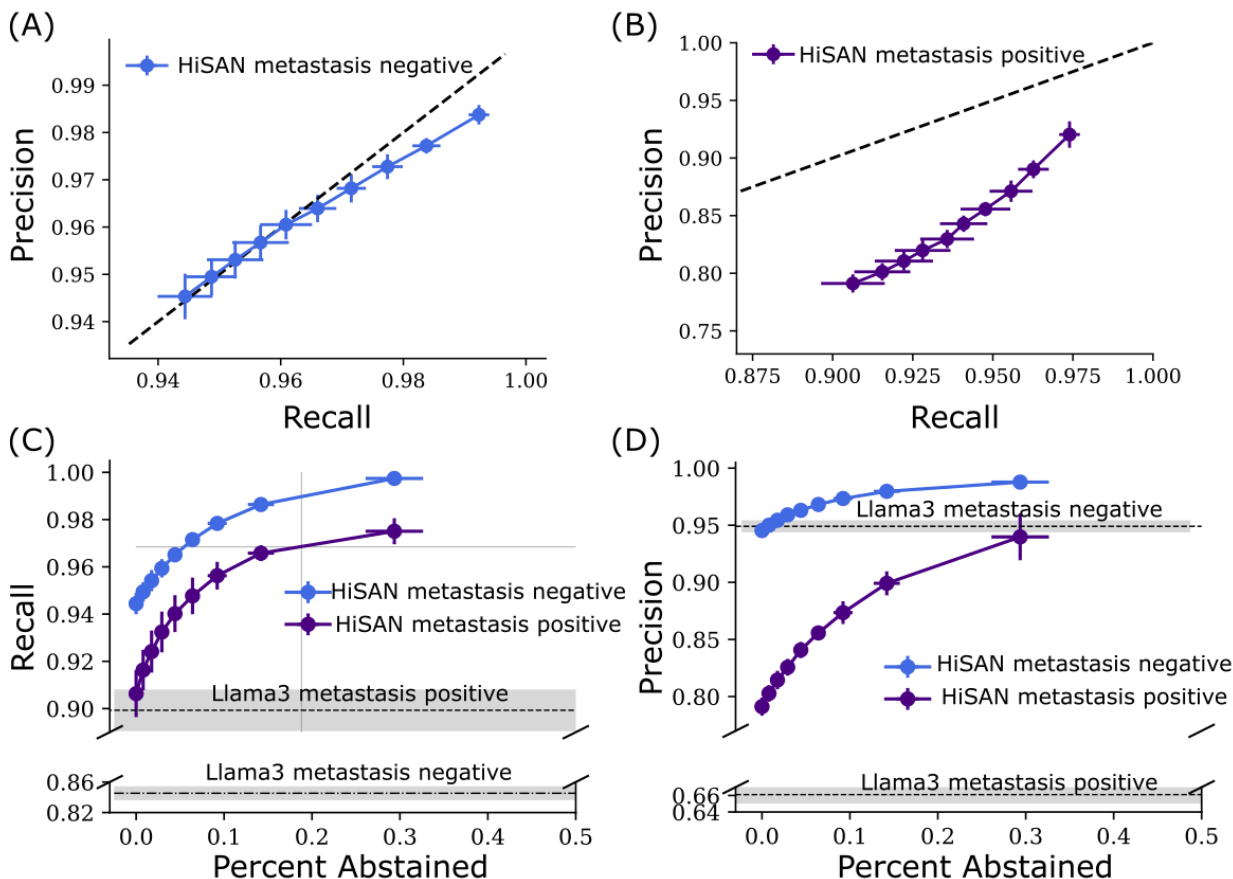 (A)
HiSAN metastasis negative
Precision
0.99
0.98
0.97
0.96
0.95
0.94
0.94
0.96
0.98
1.00
Recall
(B)
HiSAN metastasis positive
Precision
1.00
0.95
0.90
0.85
0.80
0.75
0.875
0.900
0.925
0.950
0.975
1.000
Recall
(C)
Recall
1.00
0.98
0.96
0.94
0.92
0.90
0.86
0.82
HiSAN metastasis negative
HiSAN metastasis positive
Llama3 metastasis positive
Llama3 metastasis negative
0.0
0.1
0.2
0.3
0.4
0.5
Percent Abstained
(D)
Precision
1.00
0.95
0.90
0.85
0.80
0.66
0.64
Llama3 metastasis negative
HiSAN metastasis negative
HiSAN metastasis positive
Llama3 metastasis positive
0.0
0.1
0.2
0.3
0.4
0.5
Percent Abstained